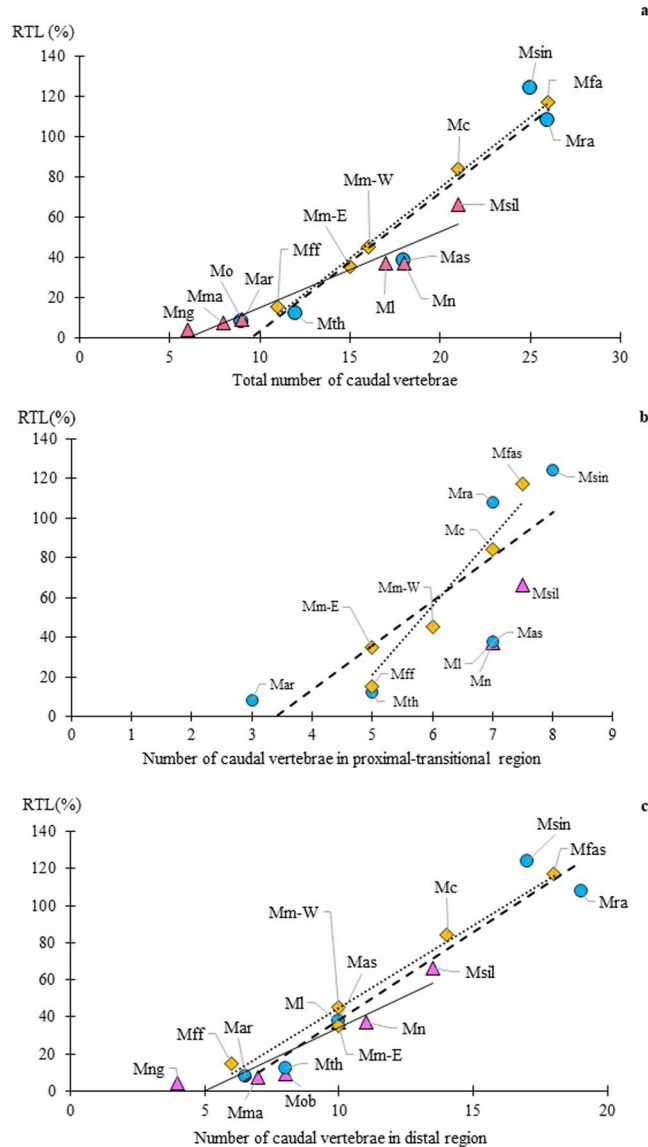 a
RTL (%)
140
120
100
80
60
40
20
0
Msin
Mfa
Mra
Mc
Mm-W
Msil
Mm-E
Mff
Mo
Mar
Mas
Mma
Mng
Mth
Ml
Mn
0 5 10 15 20 25 30
Total number of caudal vertebrae
b
RTL(%)
140
120
100
80
60
40
20
0
Mfas
Msin
Mra
Mc
Mm-W
Mm-E
Msil
Mas
Ml
Mn
Mff
Mar
Mth
0 1 2 3 4 5 6 7 8 9
Number of caudal vertebrae in proximal-transitional region
c
RTL(%)
140
120
100
80
60
40
20
0
Msin
Mfas
Mra
Mc
Mm-W
Mas
Msil
Ml
Mn
Mff
Mar
Mth
Mm-E
Mng
Mm
Mob
0 5 10 15 20
Number of caudal vertebrae in distal region